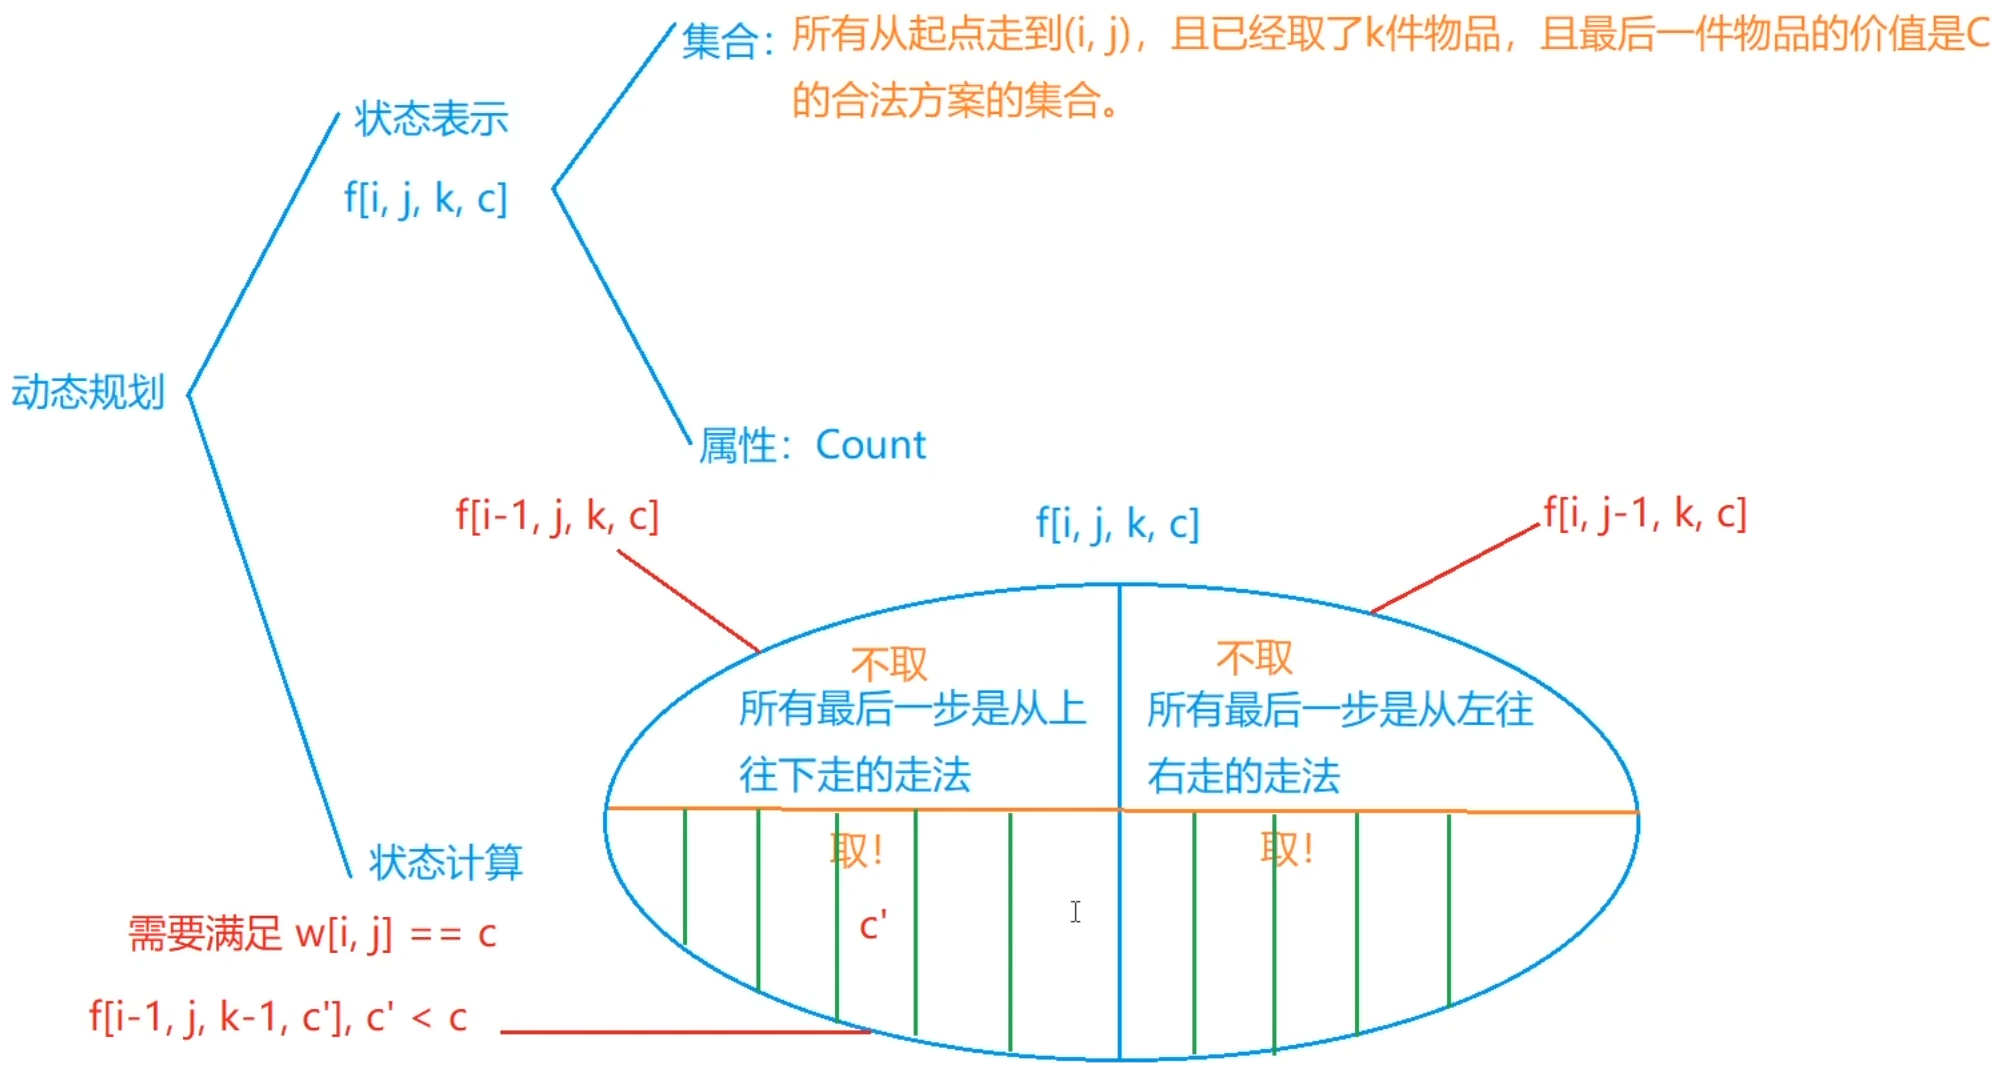 集合：所有从起点走到(i, j)，且已经取了k件物品，且最后一件物品的价值是C
的合法方案的集合。
状态表示
f[i, j, k, c]
动态规划
属性：Count
f[i-1, j, k, c]
f[i, j, k, c]
f[i, j-1, k, c]
不取
所有最后一步是从上
往下走的走法
不取
所有最后一步是从左往
右走的走法
取！
c'
取！
状态计算
需要满足 w[i, j] == c
f[i-1, j, k-1, c'], c' < c